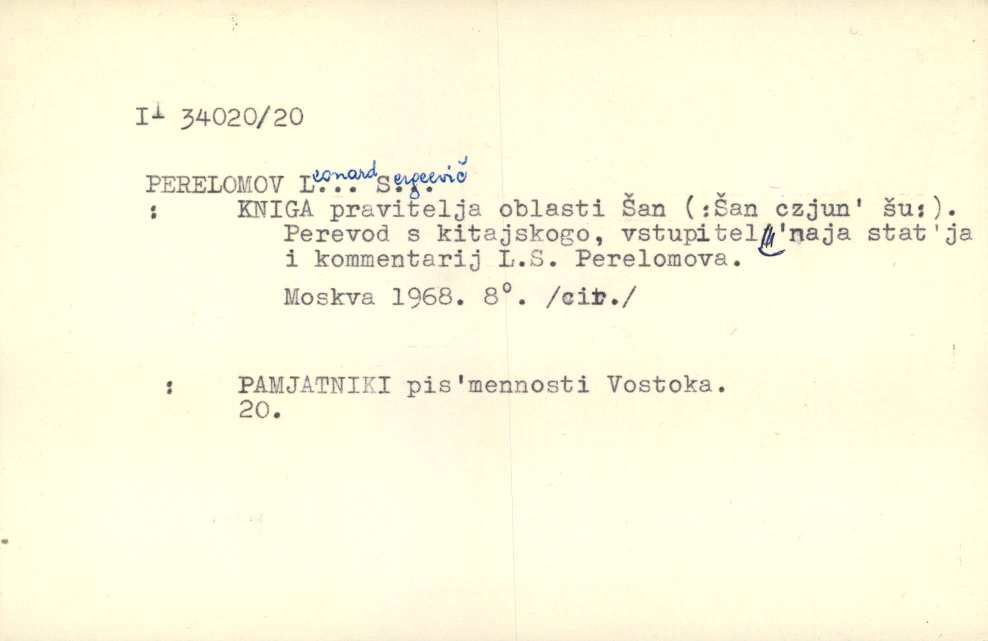 I⊥ 34020/20
PERELOMOV Leonard Sergeevič
: KNIGA pravitelja oblasti Šan (:Šan czjun' šu:).
Perevod s kitajskogo, vstupitel'naja stat'ja
i kommentarij L.S. Perelomova.
Moskva 1968. 8°. /cir./
: PAMJATNIKI pis'mennosti Vostoka.
20.